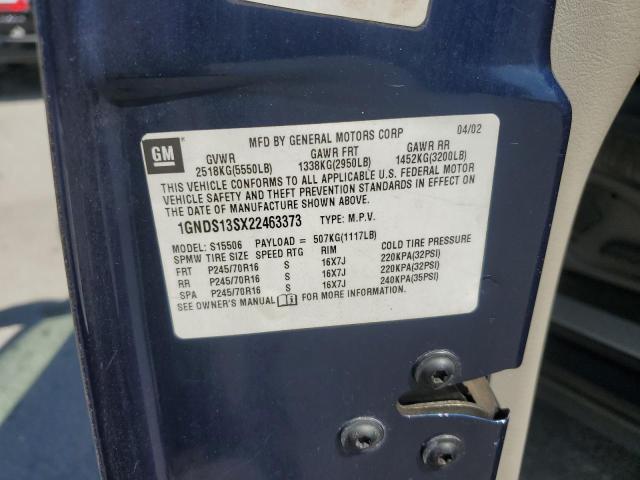 MFD BY GENERAL MOTORS CORP 04/02
GM
GVWR GAWR FRT GAWR RR
2518KG(5550LB) 1338KG(2950LB) 1452KG(3200LB)
THIS VEHICLE CONFORMS TO ALL APPLICABLE U.S. FEDERAL MOTOR
VEHICLE SAFETY AND THEFT PREVENTION STANDARDS IN EFFECT ON
THE DATE OF MANUFACTURE SHOWN ABOVE.
1GNDS13SX22463373 TYPE: M.P.V.
MODEL: S15506 PAYLOAD = 507KG(1117LB)
SPMW TIRE SIZE SPEED RTG RIM COLD TIRE PRESSURE
FRT P245/70R16 S 16X7J 220KPA(32PSI)
RR P245/70R16 S 16X7J 220KPA(32PSI)
SPA P245/70R16 S 16X7J 240KPA(35PSI)
SEE OWNER'S MANUAL FOR MORE INFORMATION.